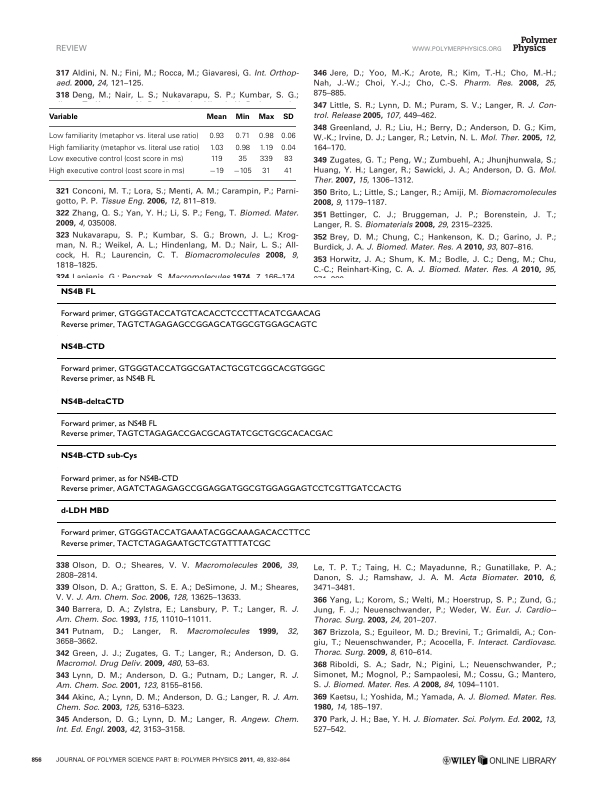 REVIEW
WWW.POLYMERPHYSICS.ORG
Polymer
Physics
317 Aldini, N. N.; Fini, M.; Rocca, M.; Giavaresi, G. Int. Orthop-
aed. 2000, 24, 121–125.
318 Deng, M.; Nair, L. S.; Nukavarapu, S. P.; Kumbar, S. G.;
Variable Mean Min Max SD
Low familiarity (metaphor vs. literal use ratio) 0.93 0.71 0.98 0.06
High familiarity (metaphor vs. literal use ratio) 1.03 0.98 1.19 0.04
Low executive control (cost score in ms) 119 35 339 83
High executive control (cost score in ms) −19 −105 31 41
321 Conconi, M. T.; Lora, S.; Menti, A. M.; Carampin, P.; Parni-
gotto, P. P. Tissue Eng. 2006, 12, 811–819.
322 Zhang, Q. S.; Yan, Y. H.; Li, S. P.; Feng, T. Biomed. Mater.
2009, 4, 035008.
323 Nukavarapu, S. P.; Kumbar, S. G.; Brown, J. L.; Krog-
man, N. R.; Weikel, A. L.; Hindenlang, M. D.; Nair, L. S.; All-
cock, H. R.; Laurencin, C. T. Biomacromolecules 2008, 9,
1818–1825.
324 Lapienis, G.; Penczek, S. Macromolecules 1974, 7, 166–174.
346 Jere, D.; Yoo, M.-K.; Arote, R.; Kim, T.-H.; Cho, M.-H.;
Nah, J.-W.; Choi, Y.-J.; Cho, C.-S. Pharm. Res. 2008, 25,
875–885.
347 Little, S. R.; Lynn, D. M.; Puram, S. V.; Langer, R. J. Con-
trol. Release 2005, 107, 449–462.
348 Greenland, J. R.; Liu, H.; Berry, D.; Anderson, D. G.; Kim,
W.-K.; Irvine, D. J.; Langer, R.; Letvin, N. L. Mol. Ther. 2005, 12,
164–170.
349 Zugates, G. T.; Peng, W.; Zumbuehl, A.; Jhunjhunwala, S.;
Huang, Y. H.; Langer, R.; Sawicki, J. A.; Anderson, D. G. Mol.
Ther. 2007, 15, 1306–1312.
350 Brito, L.; Little, S.; Langer, R.; Amiji, M. Biomacromolecules
2008, 9, 1179–1187.
351 Bettinger, C. J.; Bruggeman, J. P.; Borenstein, J. T.;
Langer, R. S. Biomaterials 2008, 29, 2315–2325.
352 Brey, D. M.; Chung, C.; Hankenson, K. D.; Garino, J. P.;
Burdick, J. A. J. Biomed. Mater. Res. A 2010, 93, 807–816.
353 Horwitz, J. A.; Shum, K. M.; Bodle, J. C.; Deng, M.; Chu,
C.-C.; Reinhart-King, C. A. J. Biomed. Mater. Res. A 2010, 95,
NS4B FL
Forward primer, GTGGGTACCATGTCACACCTCCCTTACATCGAACAG
Reverse primer, TAGTCTAGAGAGCCGGAGCATGGCGTGGAGCAGTC
NS4B-CTD
Forward primer, GTGGGTACCATGGCGATACTGCGTCGGCACGTGGGC
Reverse primer, as NS4B FL
NS4B-deltaCTD
Forward primer, as NS4B FL
Reverse primer, TAGTCTAGAGACCGACGCAGTATCGCTGCGCACACGAC
NS4B-CTD sub-Cys
Forward primer, as for NS4B-CTD
Reverse primer, AGATCTAGAGAGCCGGAGGATGGCGTGGAGGAGTCCTCGTTGATCCACTG
d-LDH MBD
Forward primer, GTGGGTACCATGAAATACGGCAAAGACACCTTCC
Reverse primer, TACTCTAGAGAATGCTCGTATTTATCGC
338 Olson, D. O.; Sheares, V. V. Macromolecules 2006, 39,
2808–2814.
339 Olson, D. A.; Gratton, S. E. A.; DeSimone, J. M.; Sheares,
V. V. J. Am. Chem. Soc. 2006, 128, 13625–13633.
340 Barrera, D. A.; Zylstra, E.; Lansbury, P. T.; Langer, R. J.
Am. Chem. Soc. 1993, 115, 11010–11011.
341 Putnam, D.; Langer, R. Macromolecules 1999, 32,
3658–3662.
342 Green, J. J.; Zugates, G. T.; Langer, R.; Anderson, D. G.
Macromol. Drug Deliv. 2009, 480, 53–63.
343 Lynn, D. M.; Anderson, D. G.; Putnam, D.; Langer, R. J.
Am. Chem. Soc. 2001, 123, 8155–8156.
344 Akinc, A.; Lynn, D. M.; Anderson, D. G.; Langer, R. J. Am.
Chem. Soc. 2003, 125, 5316–5323.
345 Anderson, D. G.; Lynn, D. M.; Langer, R. Angew. Chem.
Int. Ed. Engl. 2003, 42, 3153–3158.
Le, T. P. T.; Taing, H. C.; Mayadunne, R.; Gunatillake, P. A.;
Danon, S. J.; Ramshaw, J. A. M. Acta Biomater. 2010, 6,
3471–3481.
366 Yang, L.; Korom, S.; Welti, M.; Hoerstrup, S. P.; Zund, G.;
Jung, F. J.; Neuenschwander, P.; Weder, W. Eur. J. Cardio--
Thorac. Surg. 2003, 24, 201–207.
367 Brizzola, S.; Eguileor, M. D.; Brevini, T.; Grimaldi, A.; Con-
giu, T.; Neuenschwander, P.; Acocella, F. Interact. Cardiovasc.
Thorac. Surg. 2009, 8, 610–614.
368 Riboldi, S. A.; Sadr, N.; Pigini, L.; Neuenschwander, P.;
Simonet, M.; Mognol, P.; Sampaolesi, M.; Cossu, G.; Mantero,
S. J. Biomed. Mater. Res. A 2008, 84, 1094–1101.
369 Kaetsu, I.; Yoshida, M.; Yamada, A. J. Biomed. Mater. Res.
1980, 14, 185–197.
370 Park, J. H.; Bae, Y. H. J. Biomater. Sci. Polym. Ed. 2002, 13,
527–542.
856 JOURNAL OF POLYMER SCIENCE PART B: POLYMER PHYSICS 2011, 49, 832–864
WILEY ONLINE LIBRARY